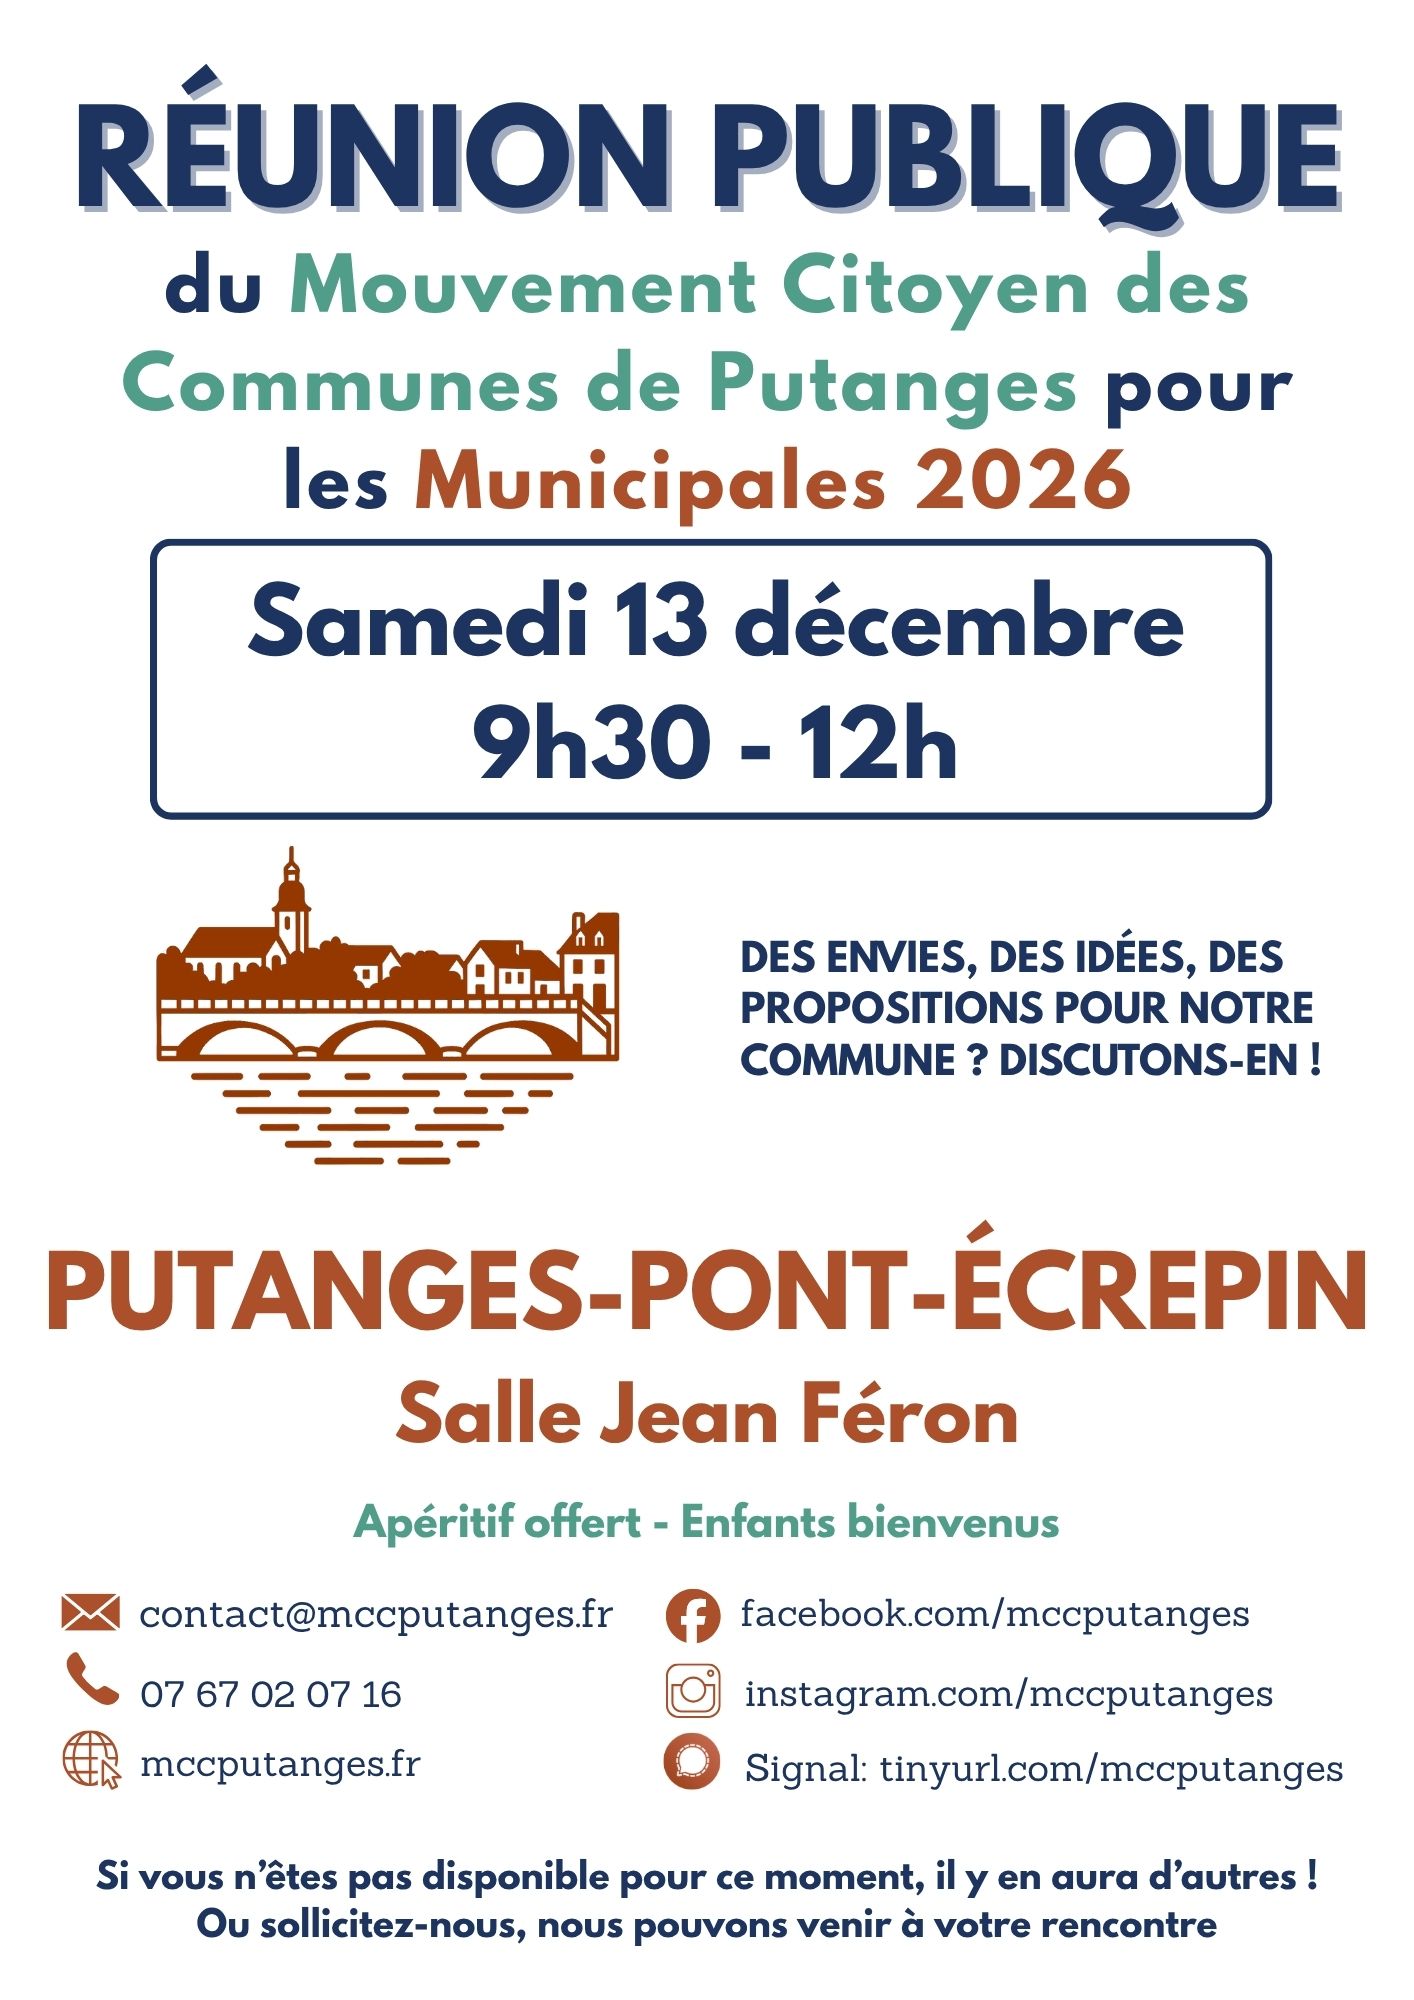 RÉUNION PUBLIQUE
du Mouvement Citoyen des
Communes de Putanges pour
les Municipales 2026
Samedi 13 décembre
9h30 - 12h
DES ENVIES, DES IDÉES, DES
PROPOSITIONS POUR NOTRE
COMMUNE ? DISCUTONS-EN !
PUTANGES-PONT-ÉCREPIN
Salle Jean Féron
Apéritif offert - Enfants bienvenus
contact@mccputanges.fr
07 67 02 07 16
mccputanges.fr
facebook.com/mccputanges
instagram.com/mccputanges
Signal: tinyurl.com/mccputanges
Si vous n’êtes pas disponible pour ce moment, il y en aura d’autres !
Ou sollicitez-nous, nous pouvons venir à votre rencontre